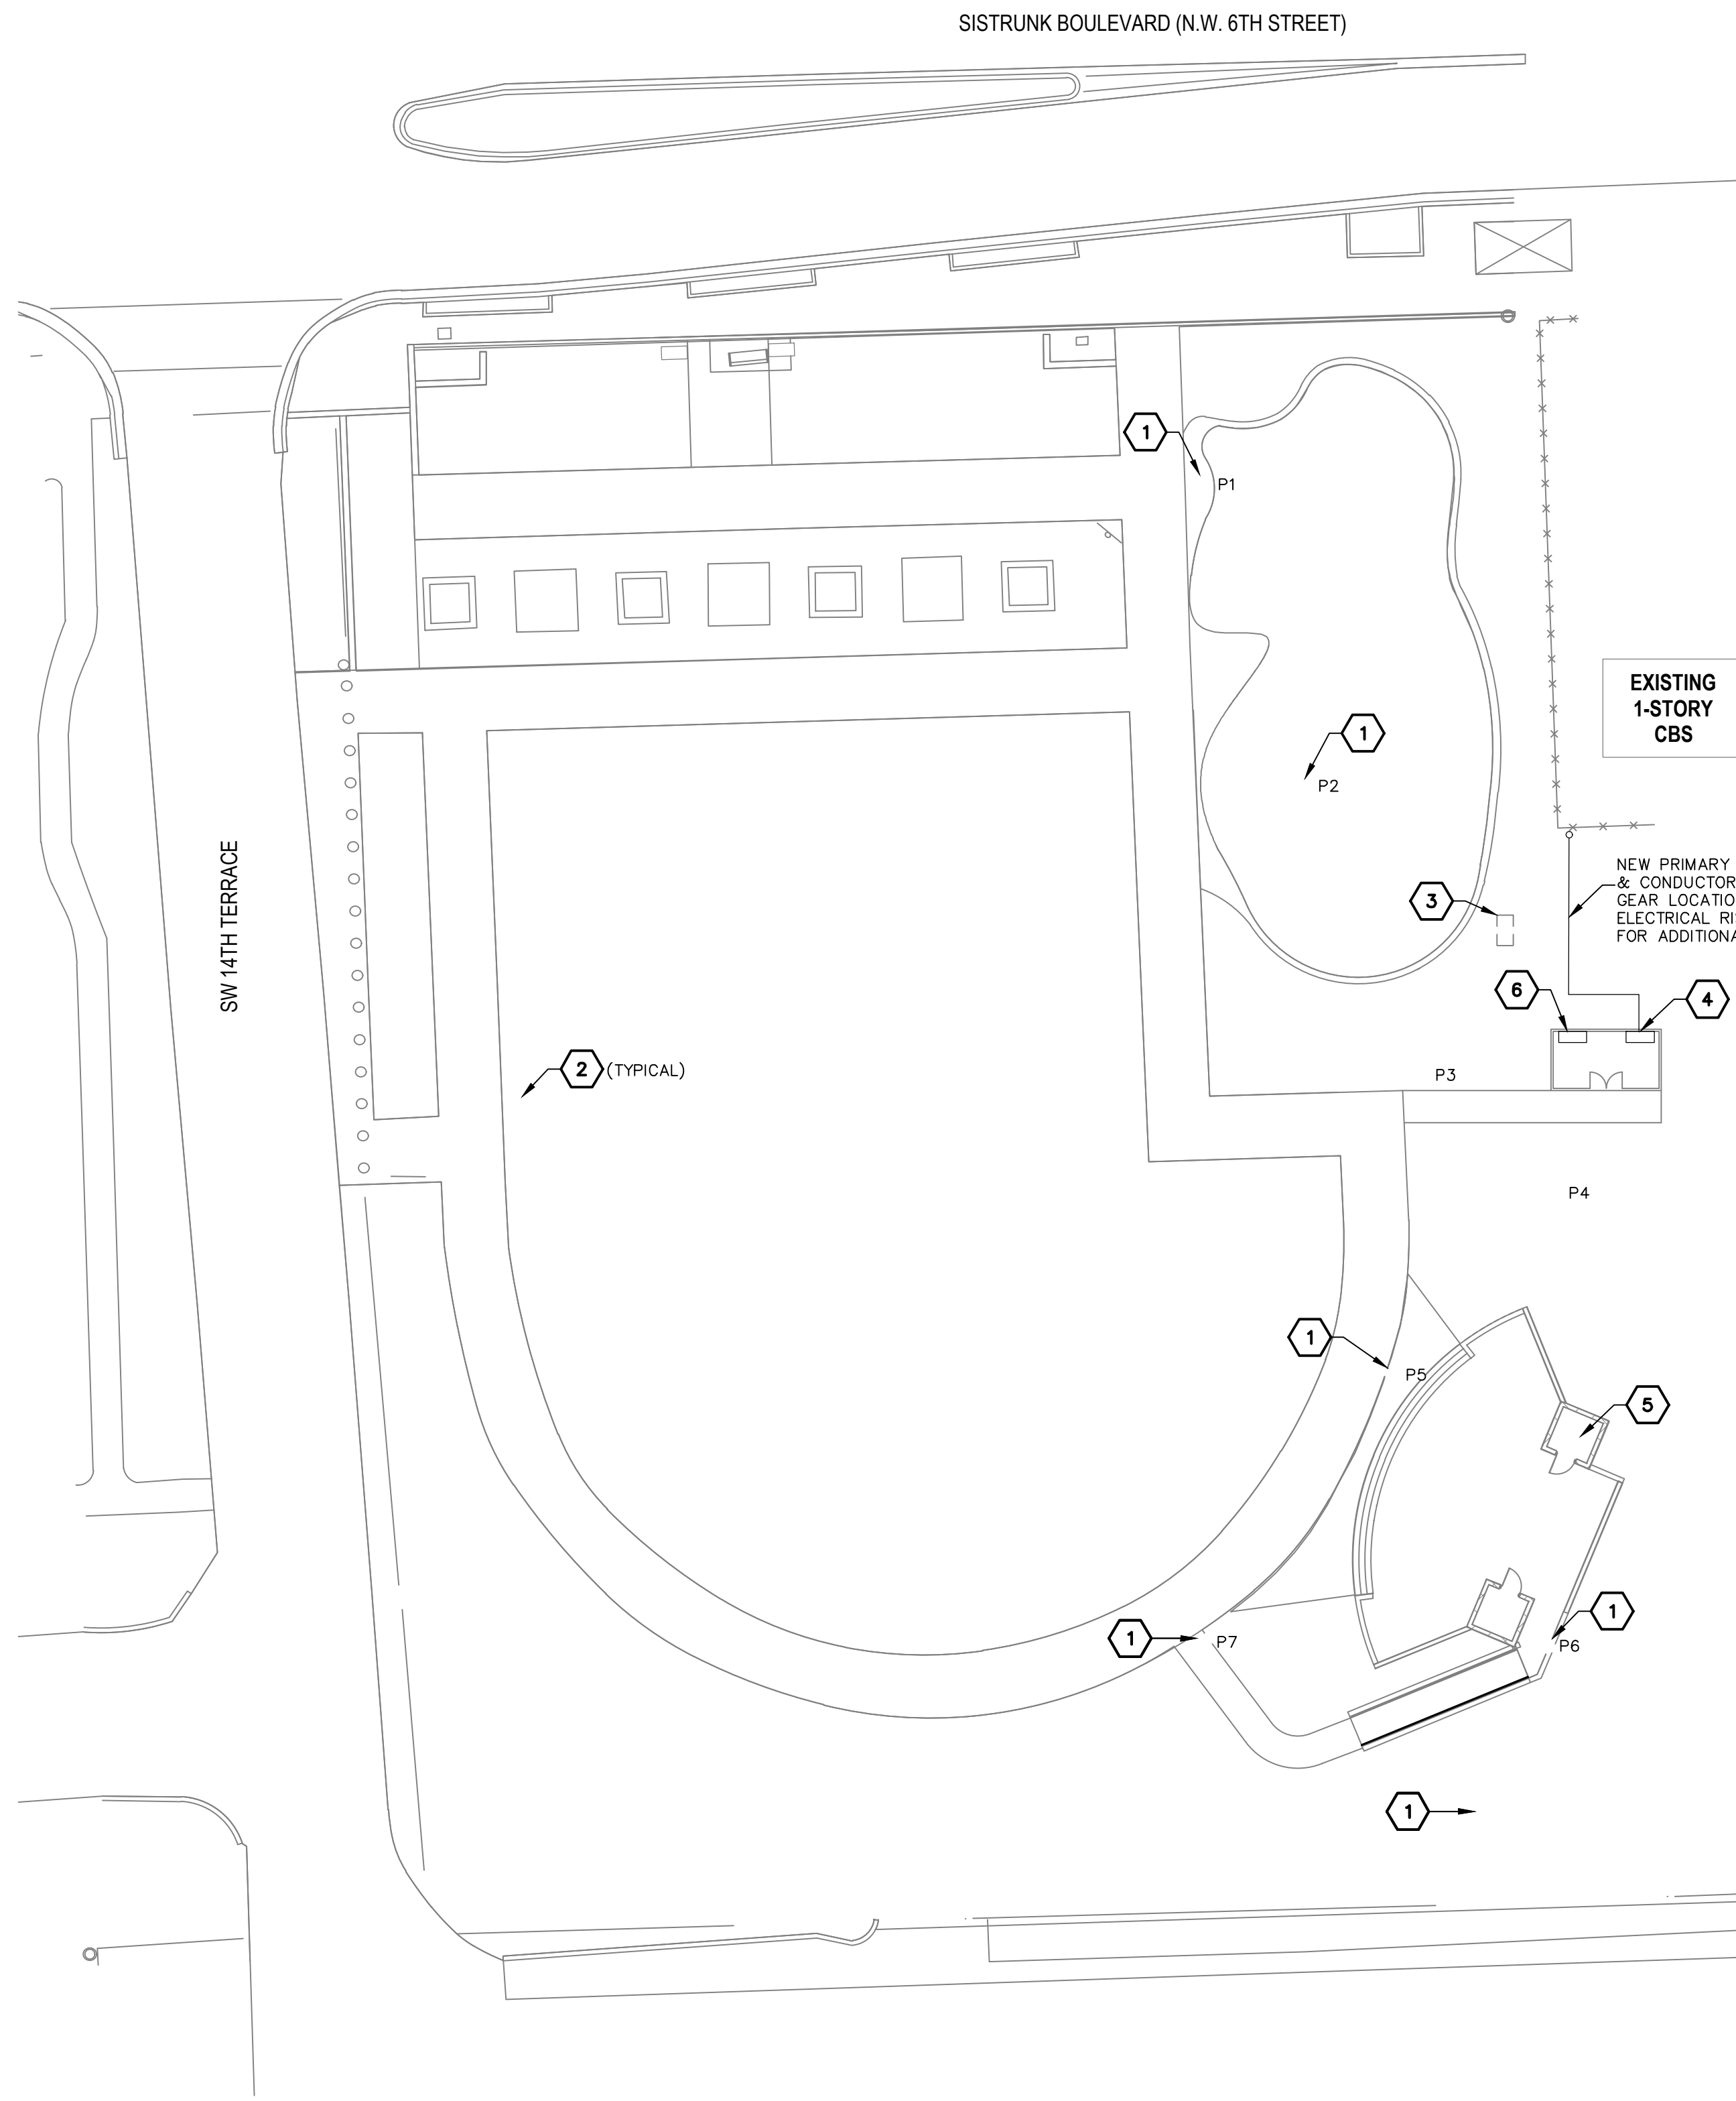 SISTRUNK BOULEVARD (N.W. 6TH STREET)
1
P1
EXISTING
1-STORY
CBS
1
P2
SW 14TH TERRACE
NEW PRIMARY
& CONDUCTOR
GEAR LOCATIO
ELECTRICAL RI
FOR ADDITIONA
3
6
4
2 (TYPICAL)
P3
P4
1
P5
5
1
P6
1
P7
1